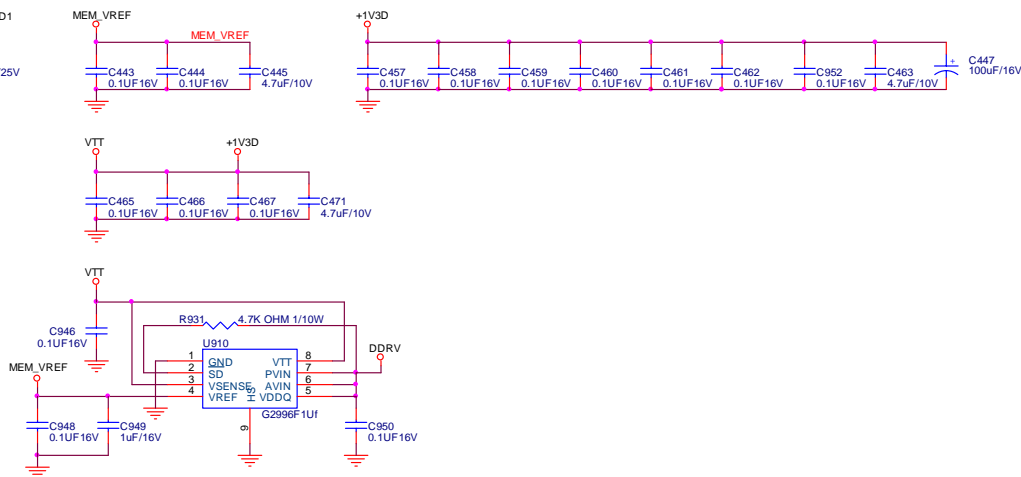 D1
MEM_VREF
+1V3D
MEM_VREF
/25V
C443
0.1UF16V
C444
0.1UF16V
C445
4.7uF/10V
C457
0.1UF16V
C458
0.1UF16V
C459
0.1UF16V
C460
0.1UF16V
C461
0.1UF16V
C462
0.1UF16V
C952
0.1UF16V
C463
4.7uF/10V
+
C447
100uF/16V
VTT
+1V3D
C465
0.1UF16V
C466
0.1UF16V
C467
0.1UF16V
C471
4.7uF/10V
VTT
C946
0.1UF16V
R931
4.7K OHM 1/10W
U910
DDRV
MEM_VREF
1
GND
VTT
8
2
SD
PVIN
7
3
VSENSE
AVIN
6
4
VREF
HS
VDDQ
5
G2996F1Uf
9
C948
0.1UF16V
C949
1uF/16V
C950
0.1UF16V